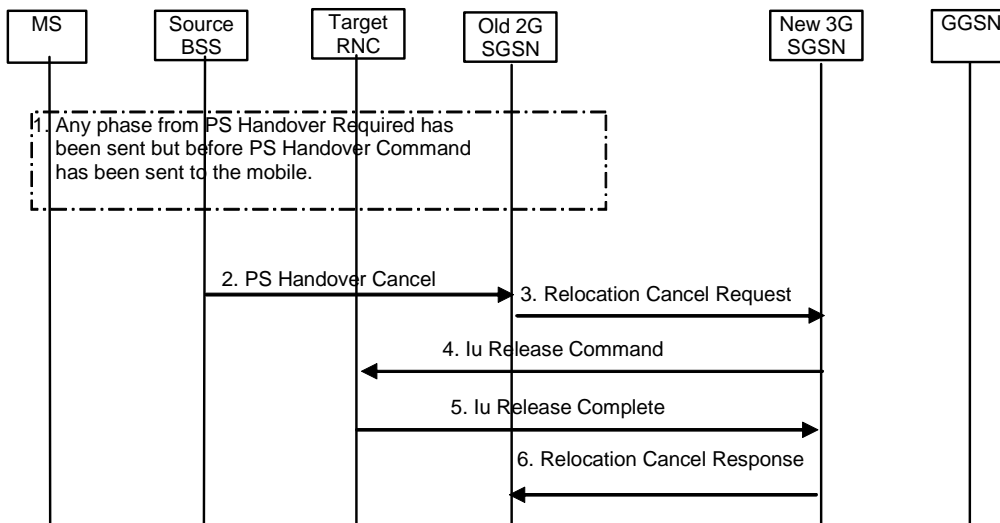 MS
Source
BSS
Target
RNC
Old 2G
SGSN
New 3G
SGSN
GGSN
1. Any phase from PS Handover Required has
been sent but before PS Handover Command
has been sent to the mobile.
2. PS Handover Cancel
3. Relocation Cancel Request
4. Iu Release Command
5. Iu Release Complete
6. Relocation Cancel Response